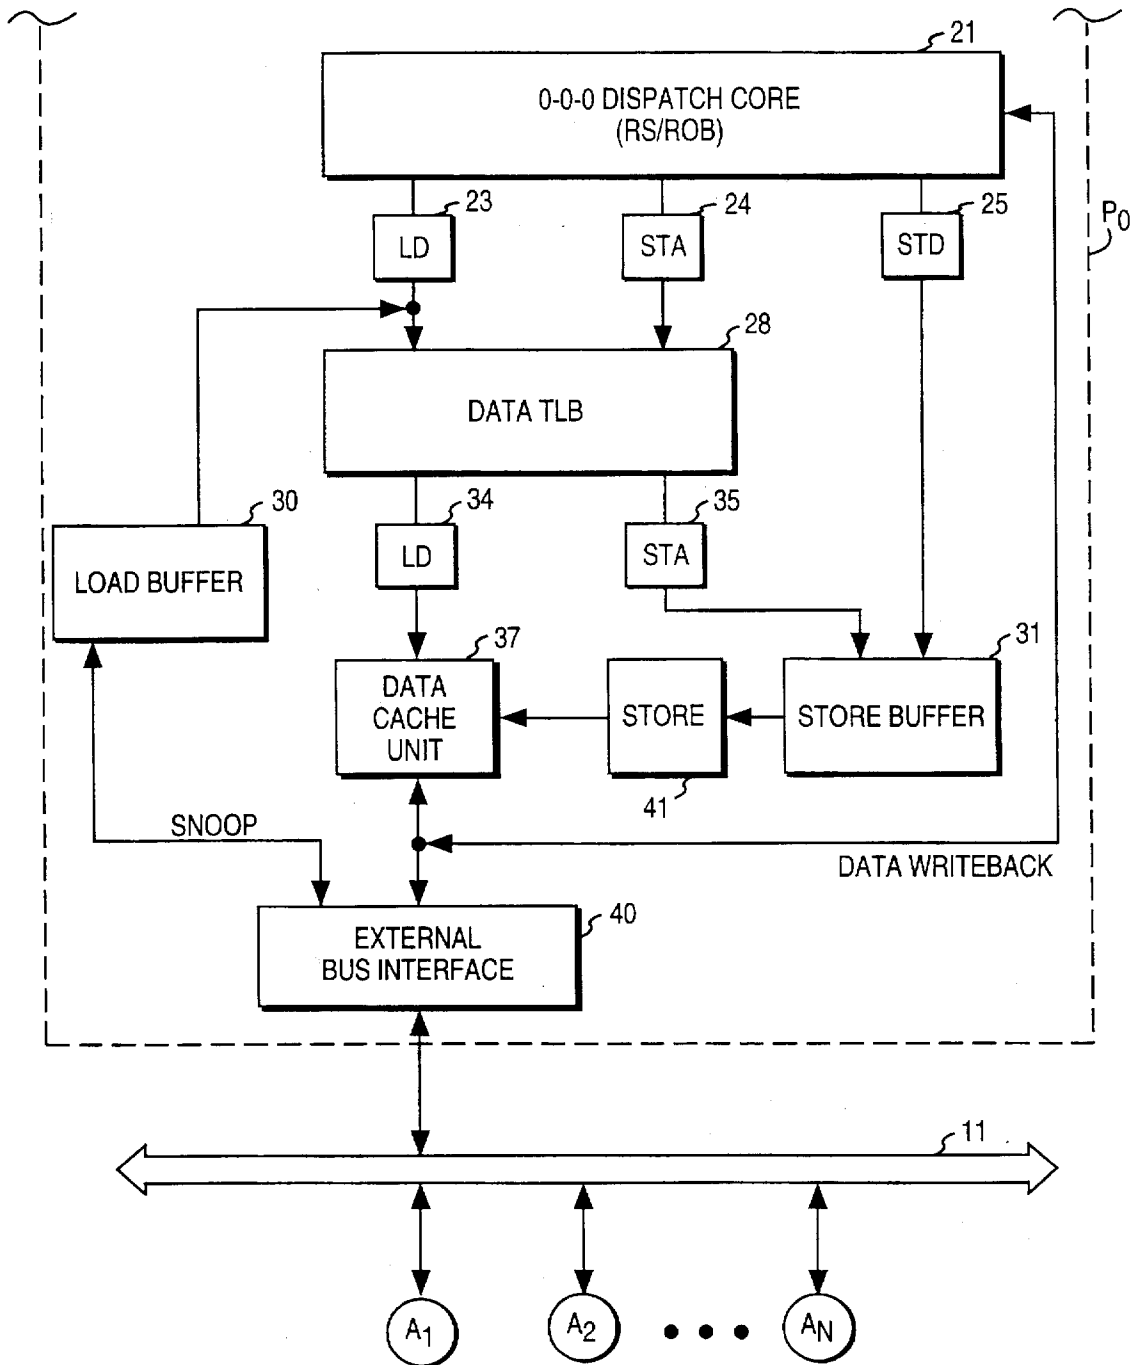 21
0-0-0 DISPATCH CORE
(RS/ROB)
23
24
25
P0
LD
STA
STD
28
DATA TLB
30
34
35
LOAD BUFFER
LD
STA
37
31
DATA
CACHE
UNIT
STORE
STORE BUFFER
41
SNOOP
DATA WRITEBACK
40
EXTERNAL
BUS INTERFACE
11
A1
A2
AN